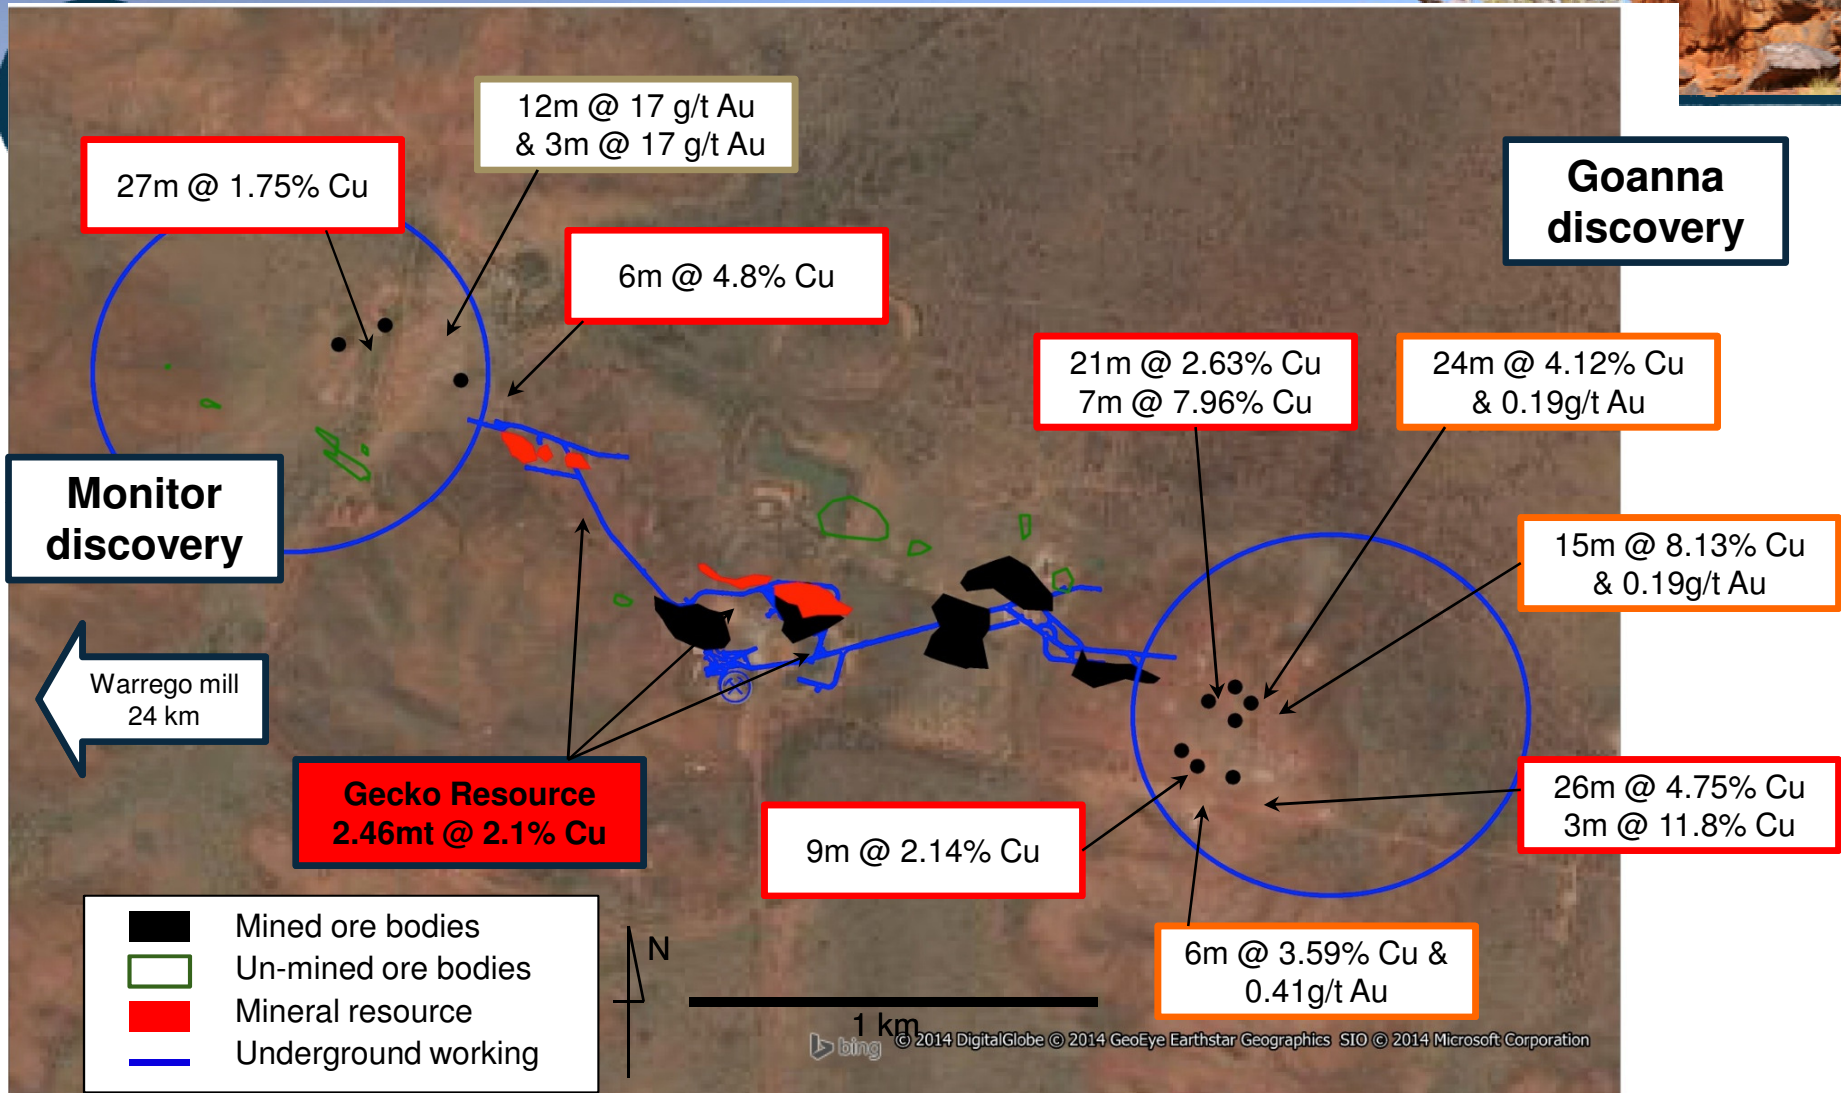 12m @ 17 g/t Au
& 3m @ 17 g/t Au
27m @ 1.75% Cu
Goanna
discovery
6m @ 4.8% Cu
21m @ 2.63% Cu
7m @ 7.96% Cu
24m @ 4.12% Cu
& 0.19g/t Au
Monitor
discovery
15m @ 8.13% Cu
& 0.19g/t Au
Warrego mill
24 km
Gecko Resource
2.46mt @ 2.1% Cu
26m @ 4.75% Cu
3m @ 11.8% Cu
9m @ 2.14% Cu
6m @ 3.59% Cu &
0.41g/t Au
Mined ore bodies
Un-mined ore bodies
Mineral resource
Underground working
N
1 km
bing
© 2014 DigitalGlobe © 2014 GeoEye Earthstar Geographics SIO © 2014 Microsoft Corporation